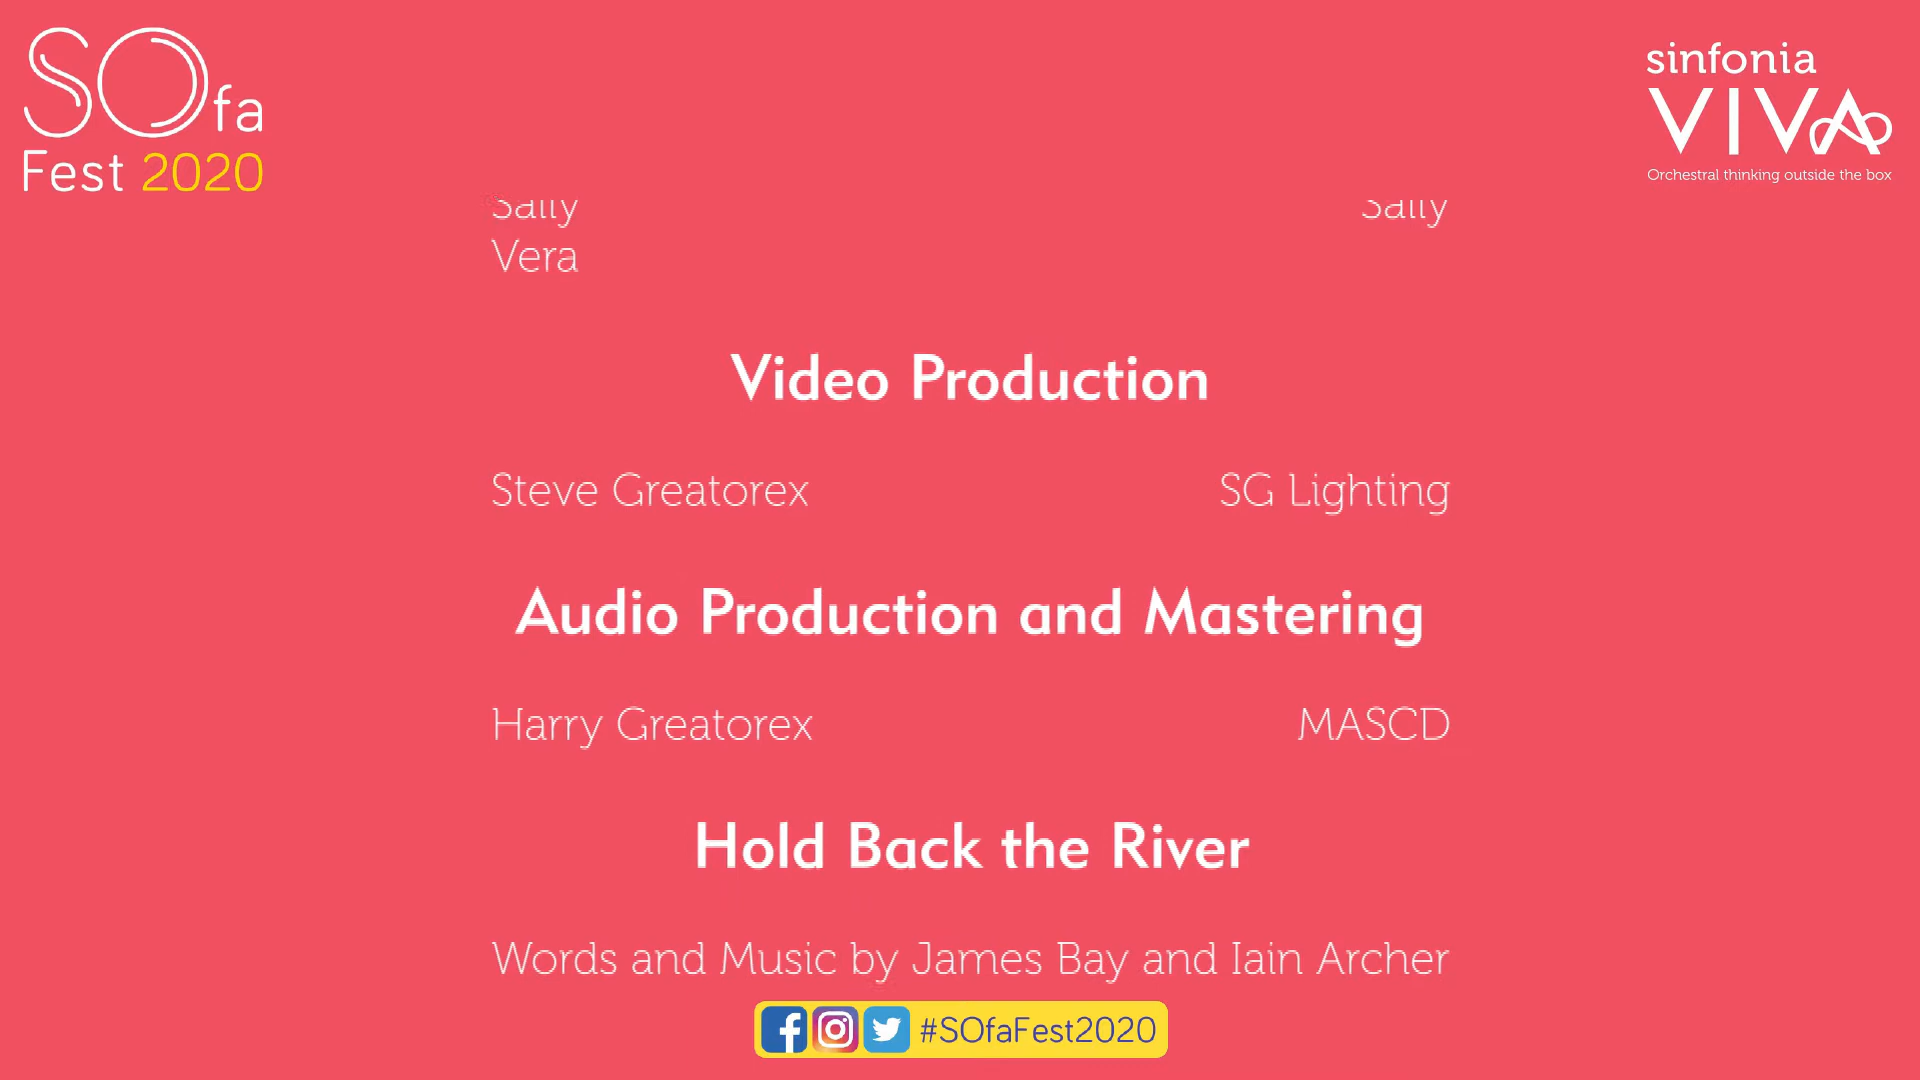 SOfa
Fest 2020
sinfonia
VIVA
Orchestral thinking outside the box
Sally Sally
Vera
Video Production
Steve Greatorex SG Lighting
Audio Production and Mastering
Harry Greatorex MASCD
Hold Back the River
Words and Music by James Bay and Iain Archer
#SOfaFest2020